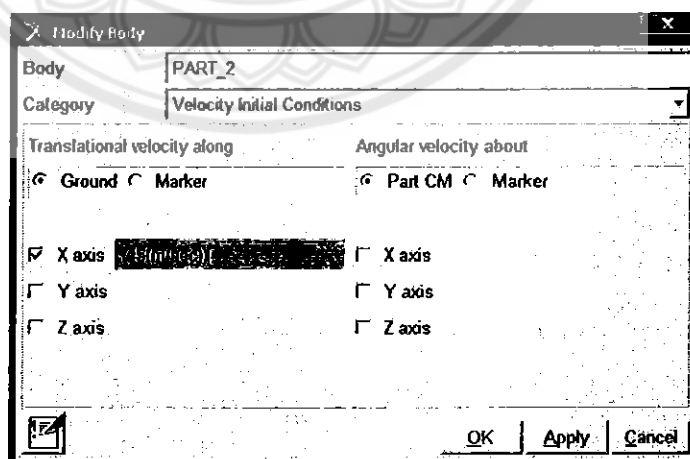 Modify Body
Body PART_2
Category Velocity Initial Conditions
Translational velocity along Angular velocity about
Ground Marker Part CM Marker
X axis X axis
Y axis Y axis
Z axis Z axis
OK Apply Cancel